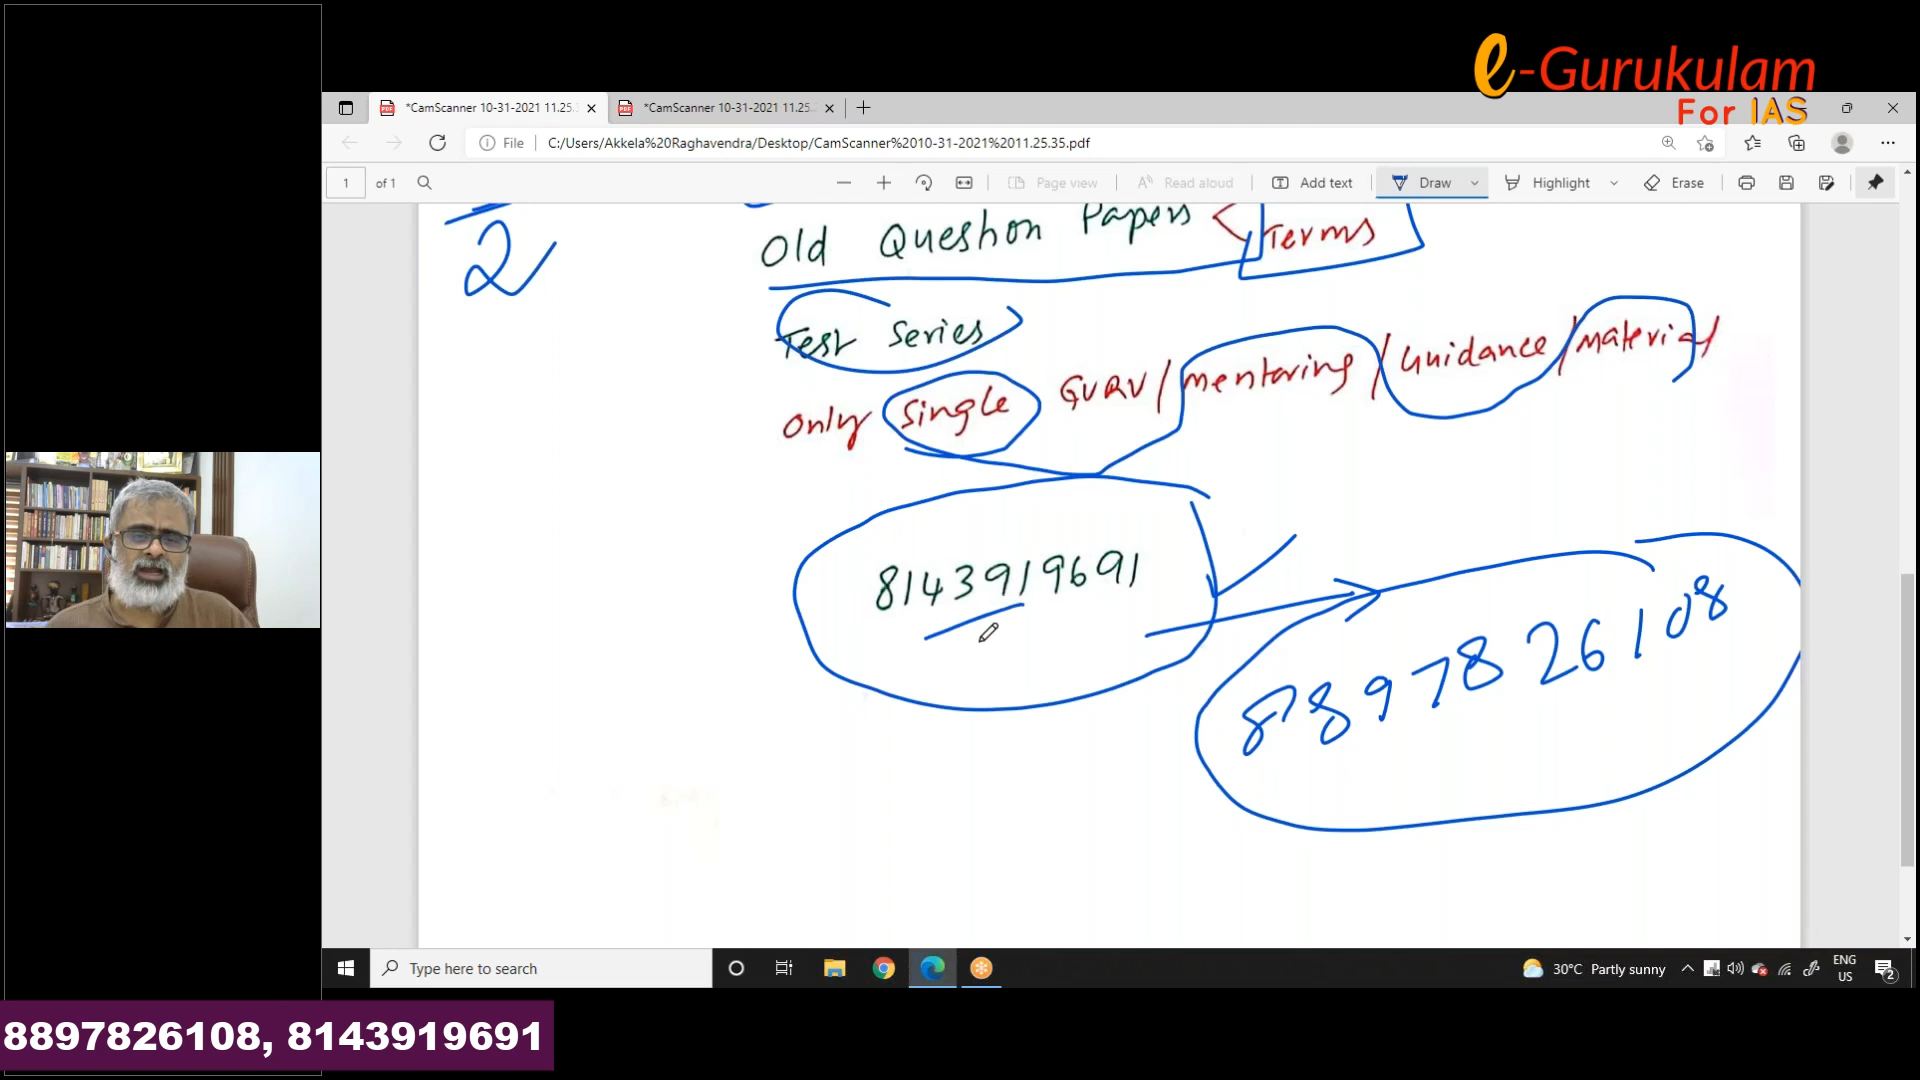 e-Gurukulam
For IAS
*CamScanner 10-31-2021 11.25.
*CamScanner 10-31-2021 11.25.
File
C:/Users/Akkela%20Raghavendra/Desktop/CamScanner%2010-31-2021%2011.25.35.pdf
1 of 1
Page view
Read aloud
Add text
Draw
Highlight
Erase
2
Old Question Papers < Terms
Test Series
only single GURU / mentoring / Guidance / material /
8143919691
8897826108
Type here to search
30°C Partly sunny
ENG
US
2
8897826108, 8143919691